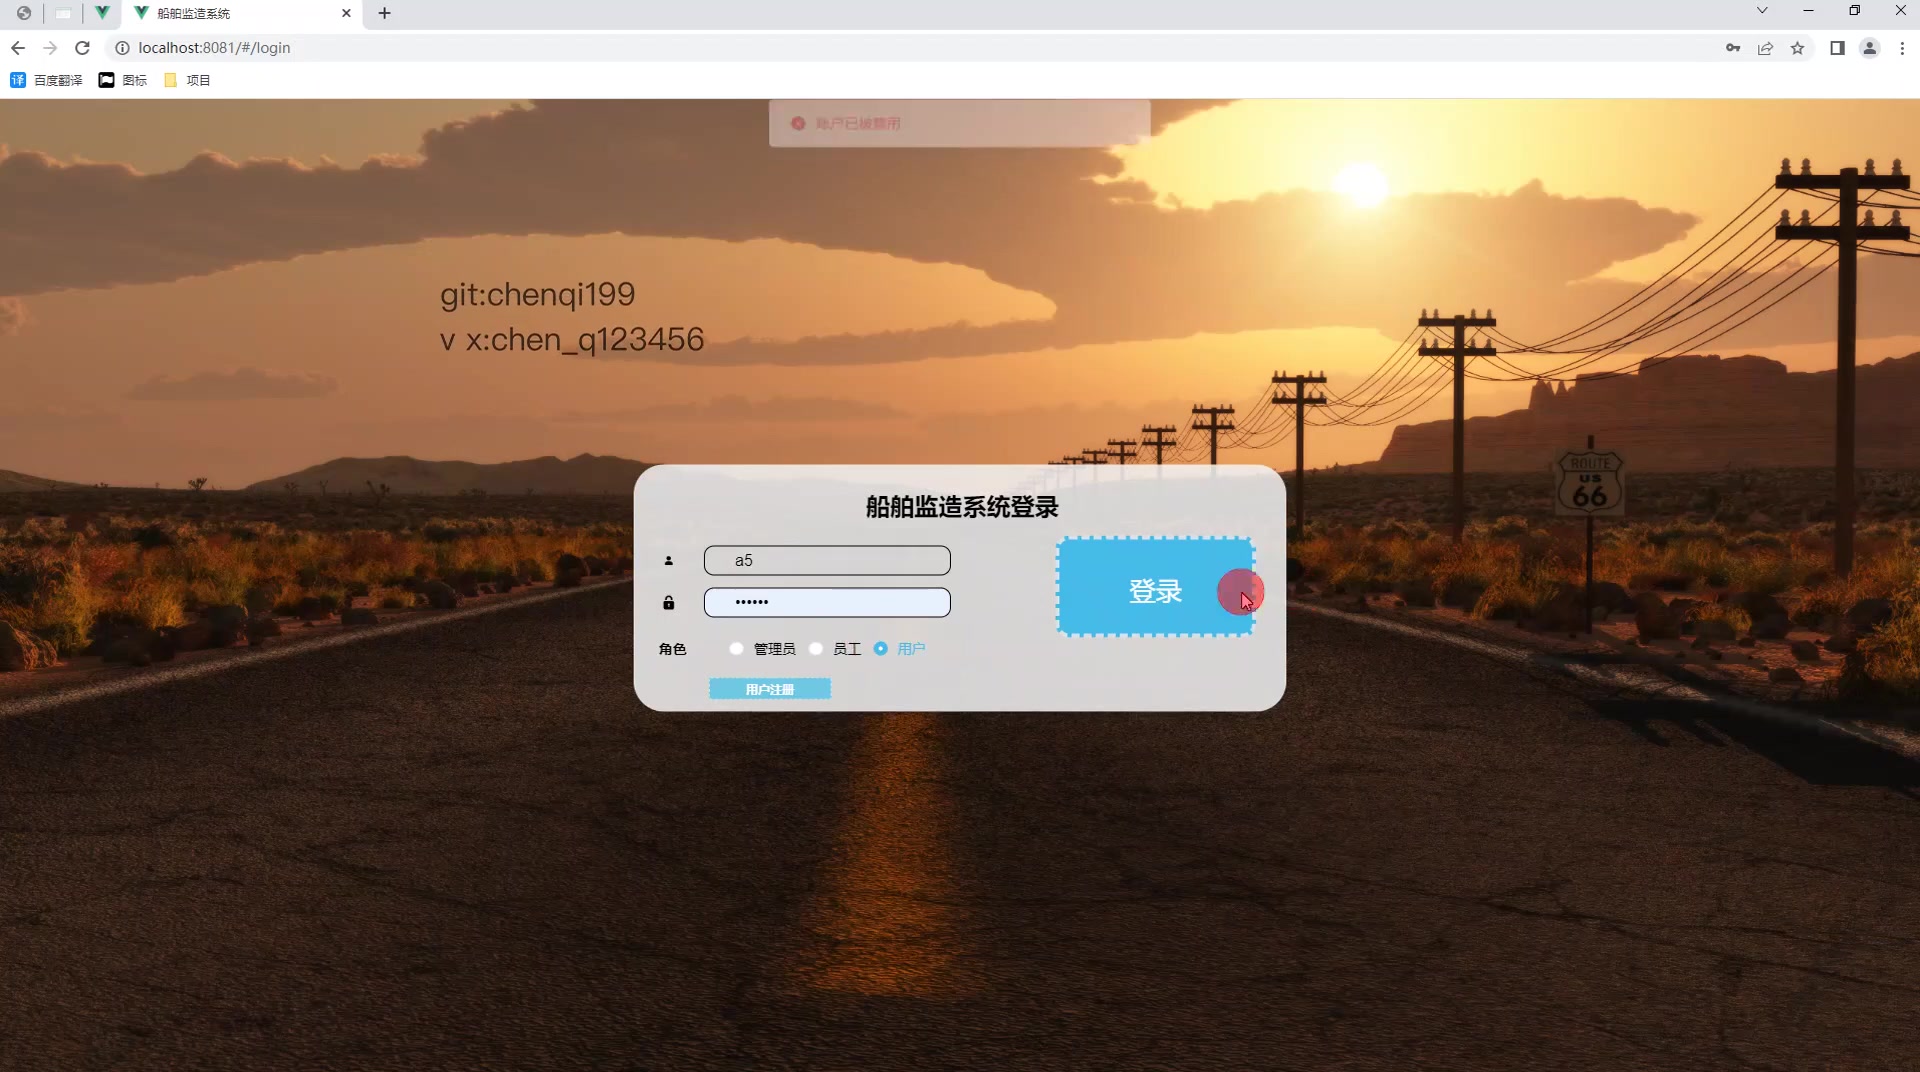 船舶监造系统
localhost:8081/#/login
百度翻译
图标
项目
账户已被禁用
git:chenqi199
v x:chen_q123456
ROUTE
US
66
船舶监造系统登录
a5
••••••
登录
角色
管理员
员工
用户
用户注册